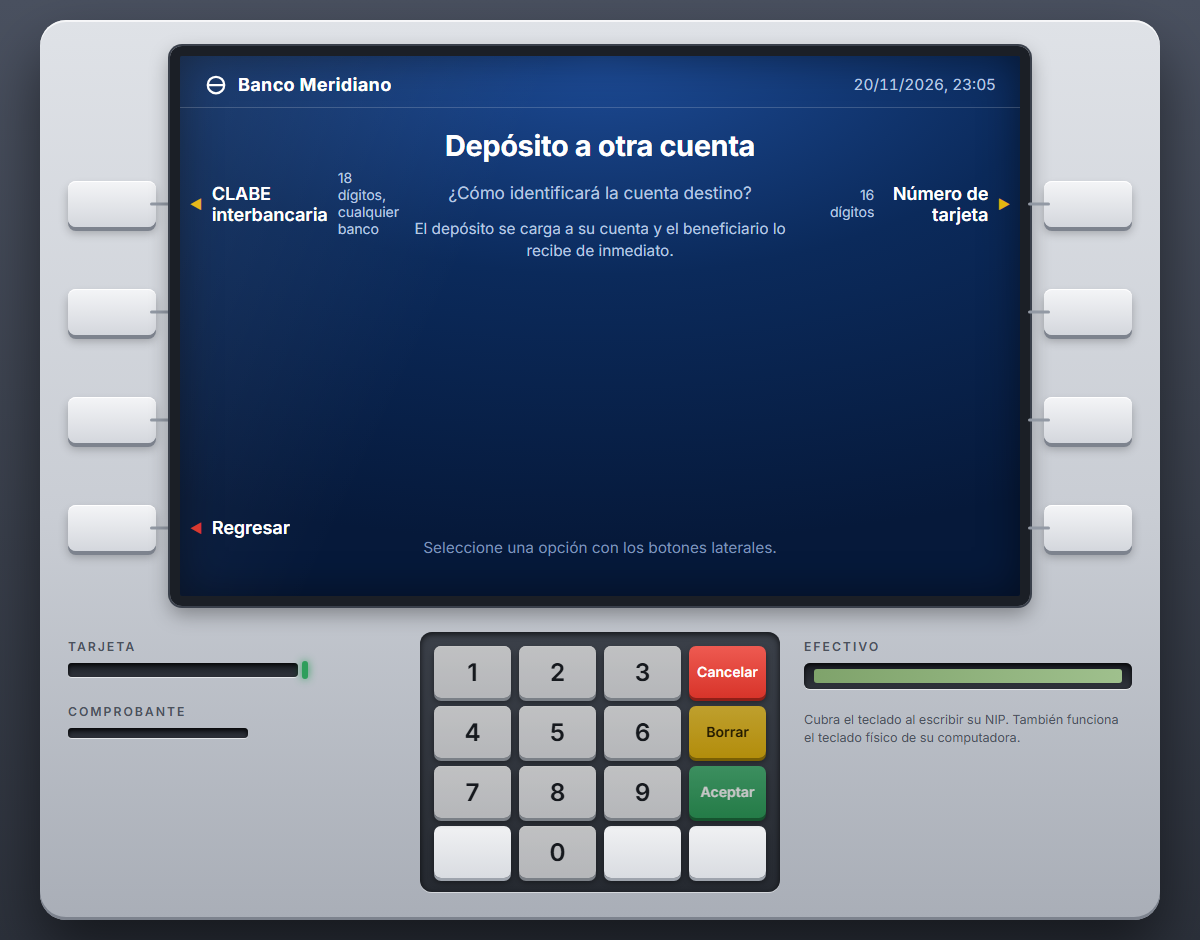 Banco Meridiano
20/11/2026, 23:05
Depósito a otra cuenta
CLABE
interbancaria
18
dígitos,
cualquier
banco
¿Cómo identificará la cuenta destino?
El depósito se carga a su cuenta y el beneficiario lo
recibe de inmediato.
16
dígitos
Número de
tarjeta
Regresar
Seleccione una opción con los botones laterales.
TARJETA
COMPROBANTE
1 2 3 Cancelar
4 5 6 Borrar
7 8 9 Aceptar
0
EFECTIVO
Cubra el teclado al escribir su NIP. También funciona
el teclado físico de su computadora.